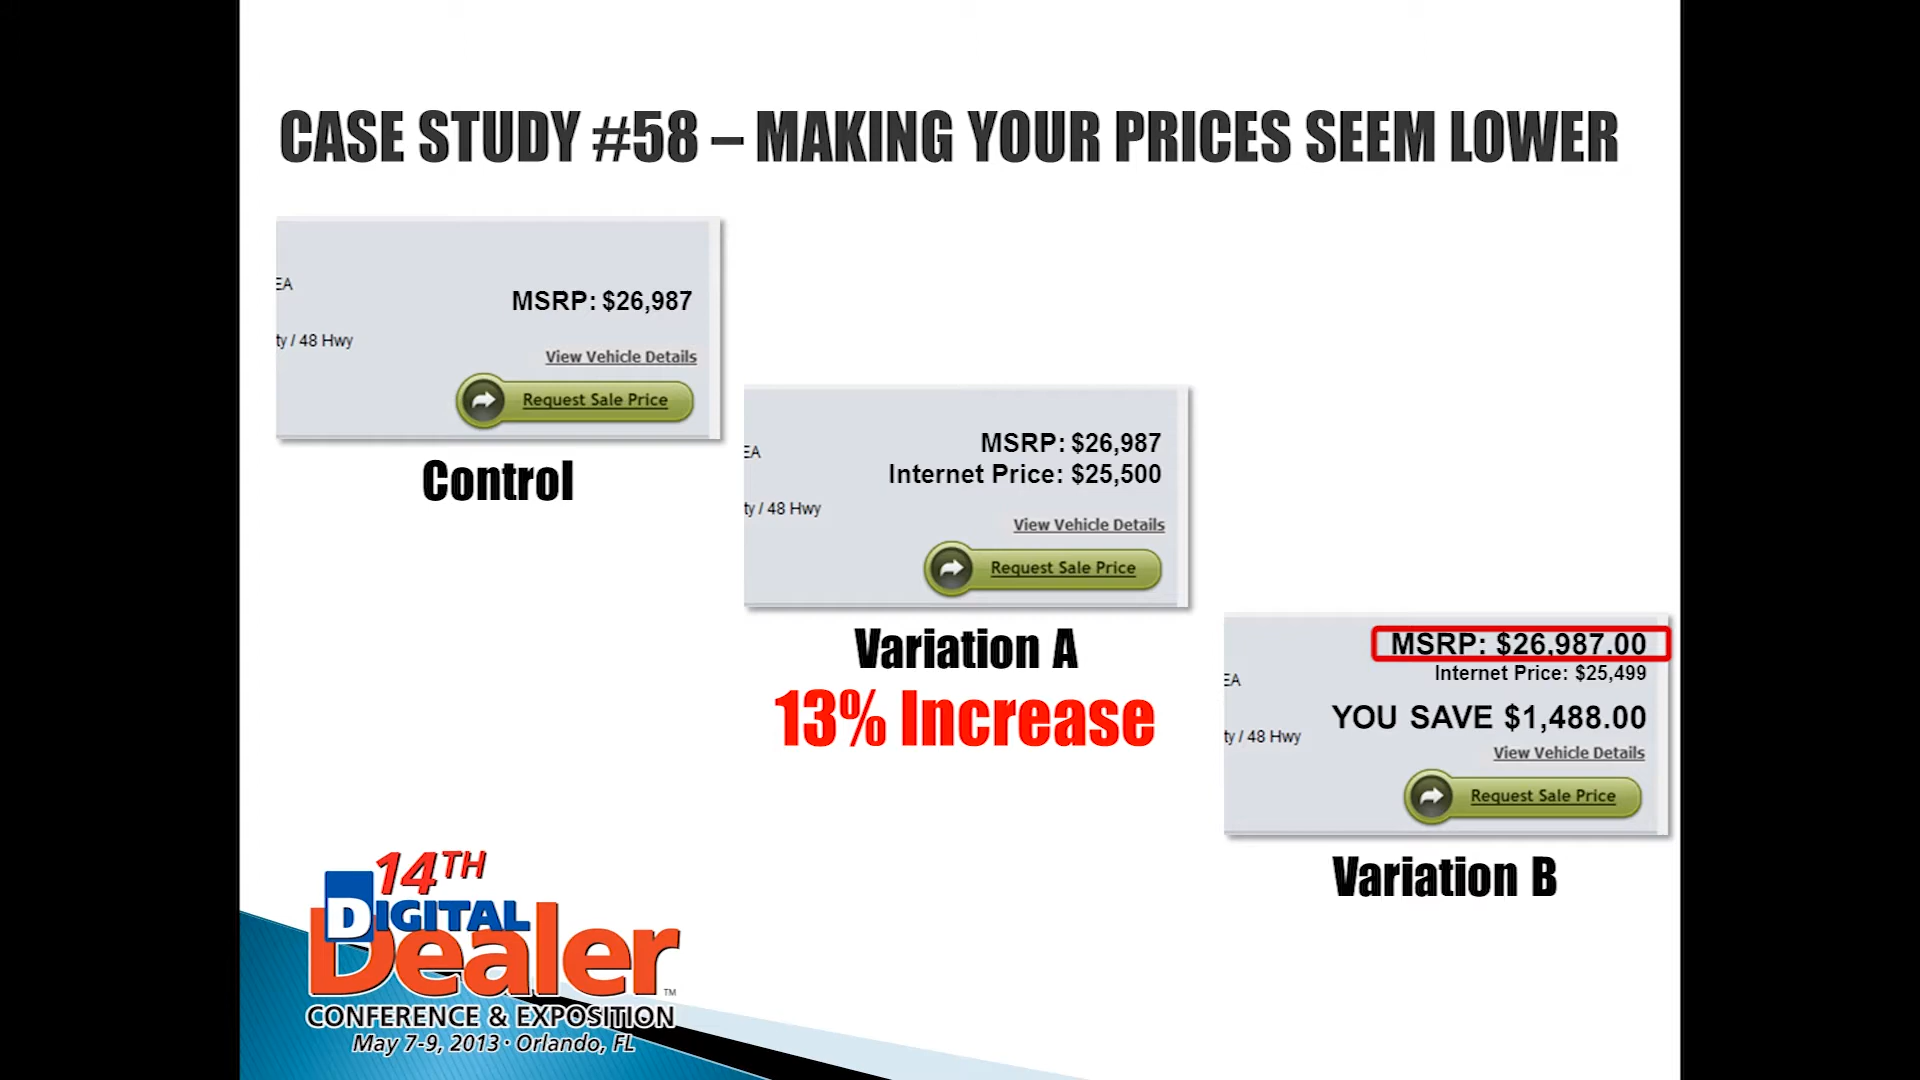 CASE STUDY #58 – MAKING YOUR PRICES SEEM LOWER
EA
MSRP: $26,987
ty / 48 Hwy
View Vehicle Details
Request Sale Price
Control
MSRP: $26,987
EA
Internet Price: $25,500
ty / 48 Hwy
View Vehicle Details
Request Sale Price
Variation A
13% Increase
MSRP: $26,987.00
Internet Price: $25,499
EA
YOU SAVE $1,488.00
ty / 48 Hwy
View Vehicle Details
Request Sale Price
Variation B
14TH
DIGITAL
Dealer™
CONFERENCE & EXPOSITION
May 7-9, 2013 · Orlando, FL